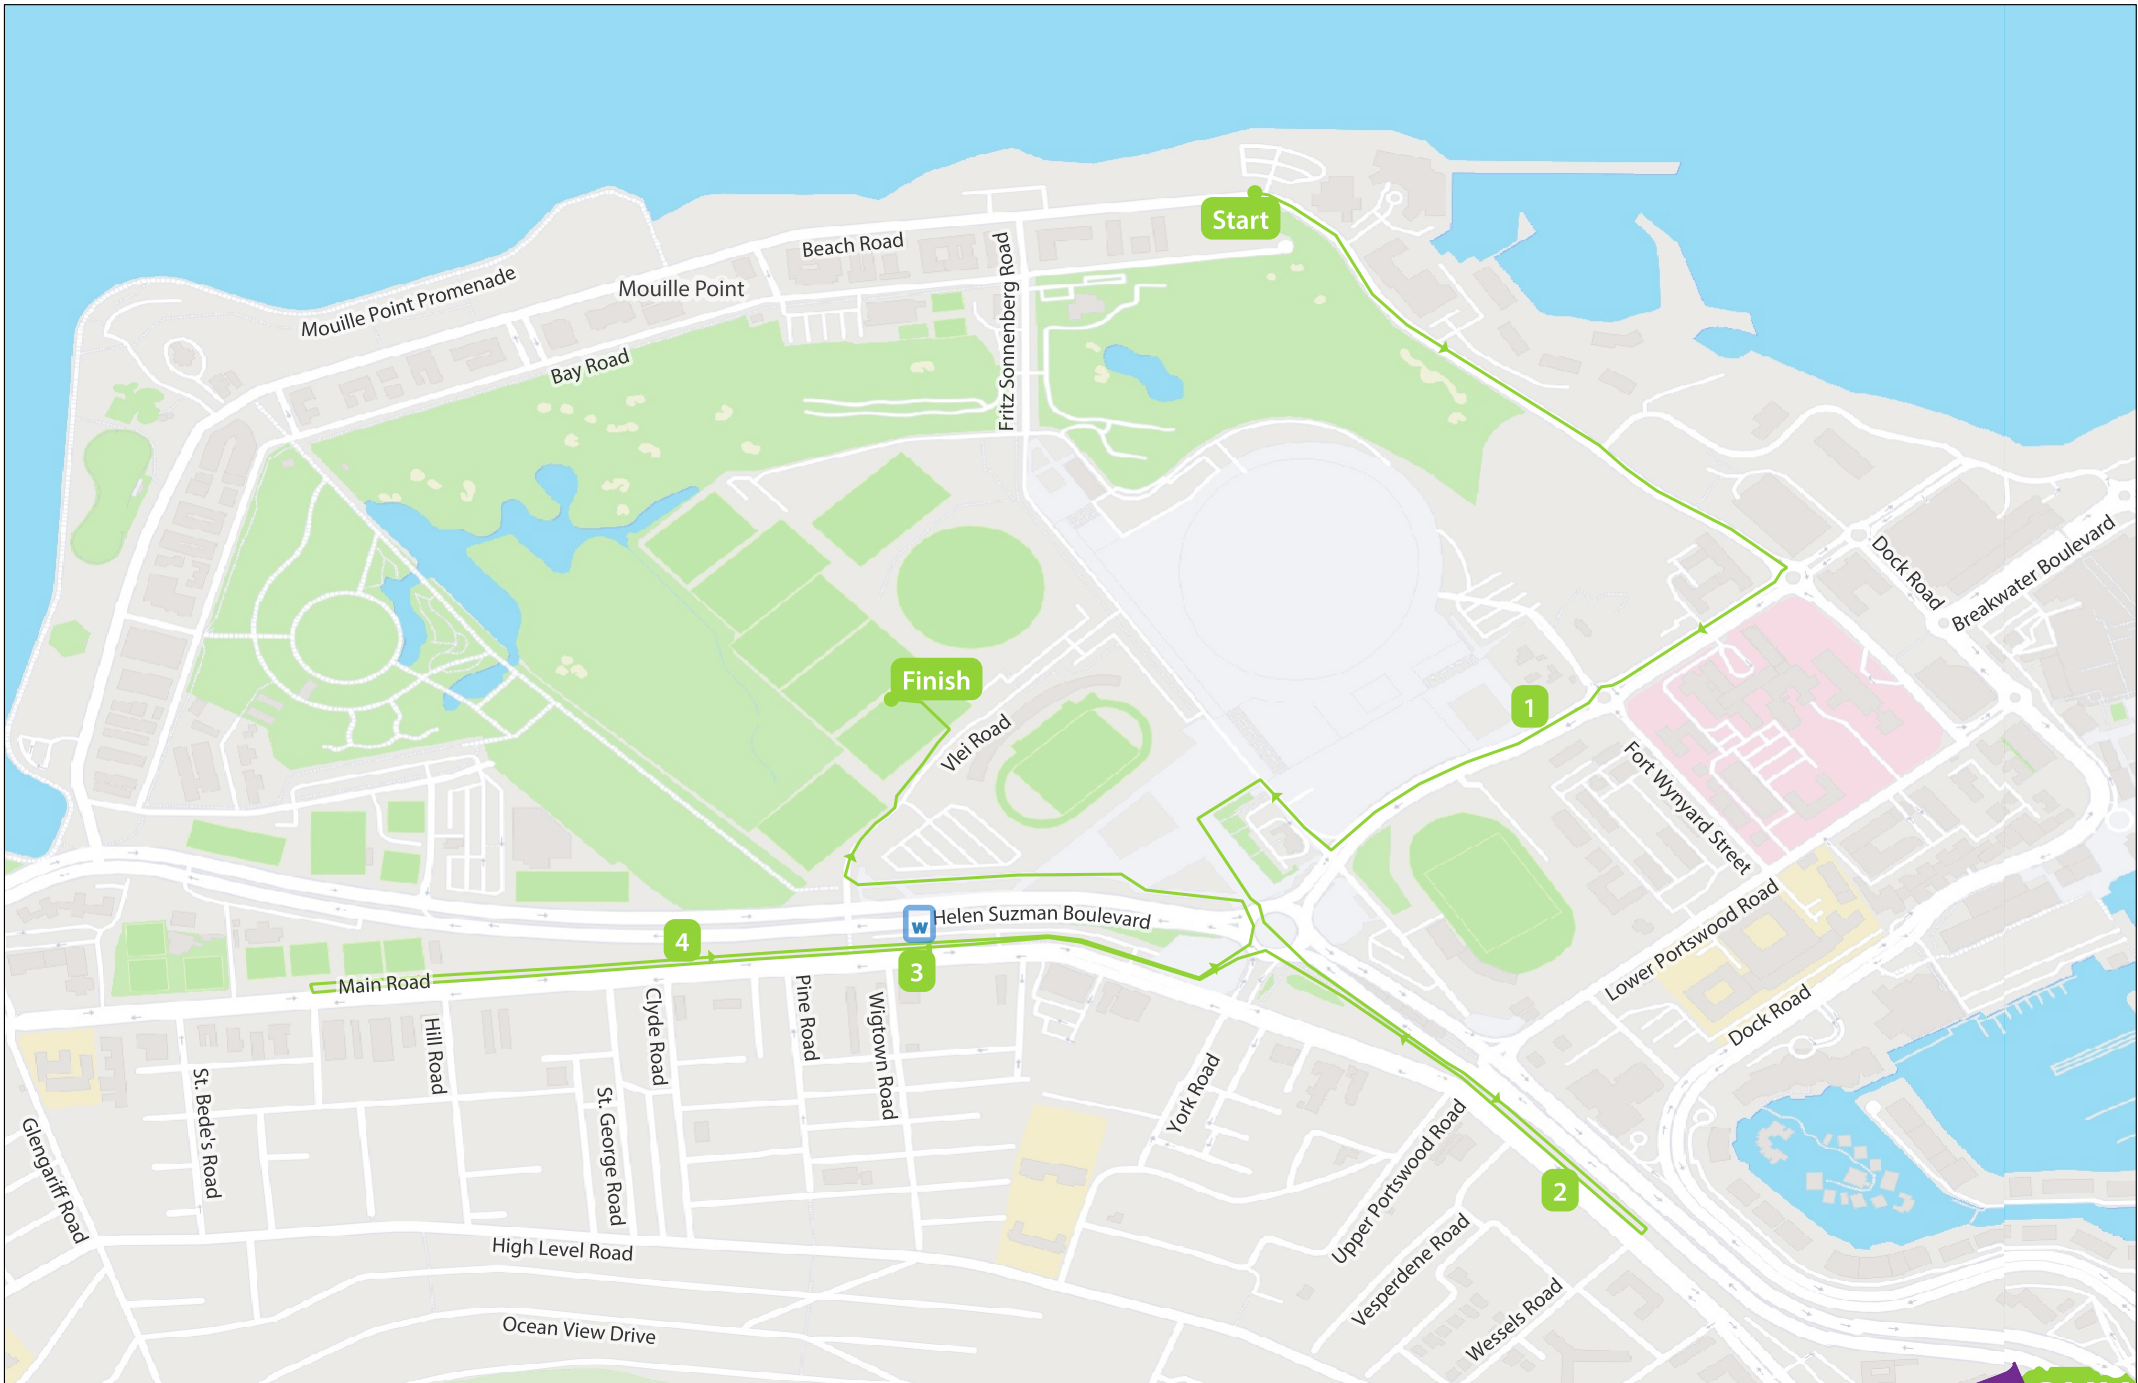 Start
Beach Road
Mouille Point
Mouille Point Promenade
Fritz Sonnenberg Road
Bay Road
Dock Road
Breakwater Boulevard
Finish
1
Vlei Road
Fort Wynyard Street
Helen Suzman Boulevard
w
4
3
Main Road
Lower Portswood Road
Dock Road
Hill Road
Clyde Road
Pine Road
Wigtown Road
York Road
St. Bede's Road
St. George Road
Glengariff Road
Upper Portswood Road
2
Vesperdene Road
Wessels Road
High Level Road
Ocean View Drive